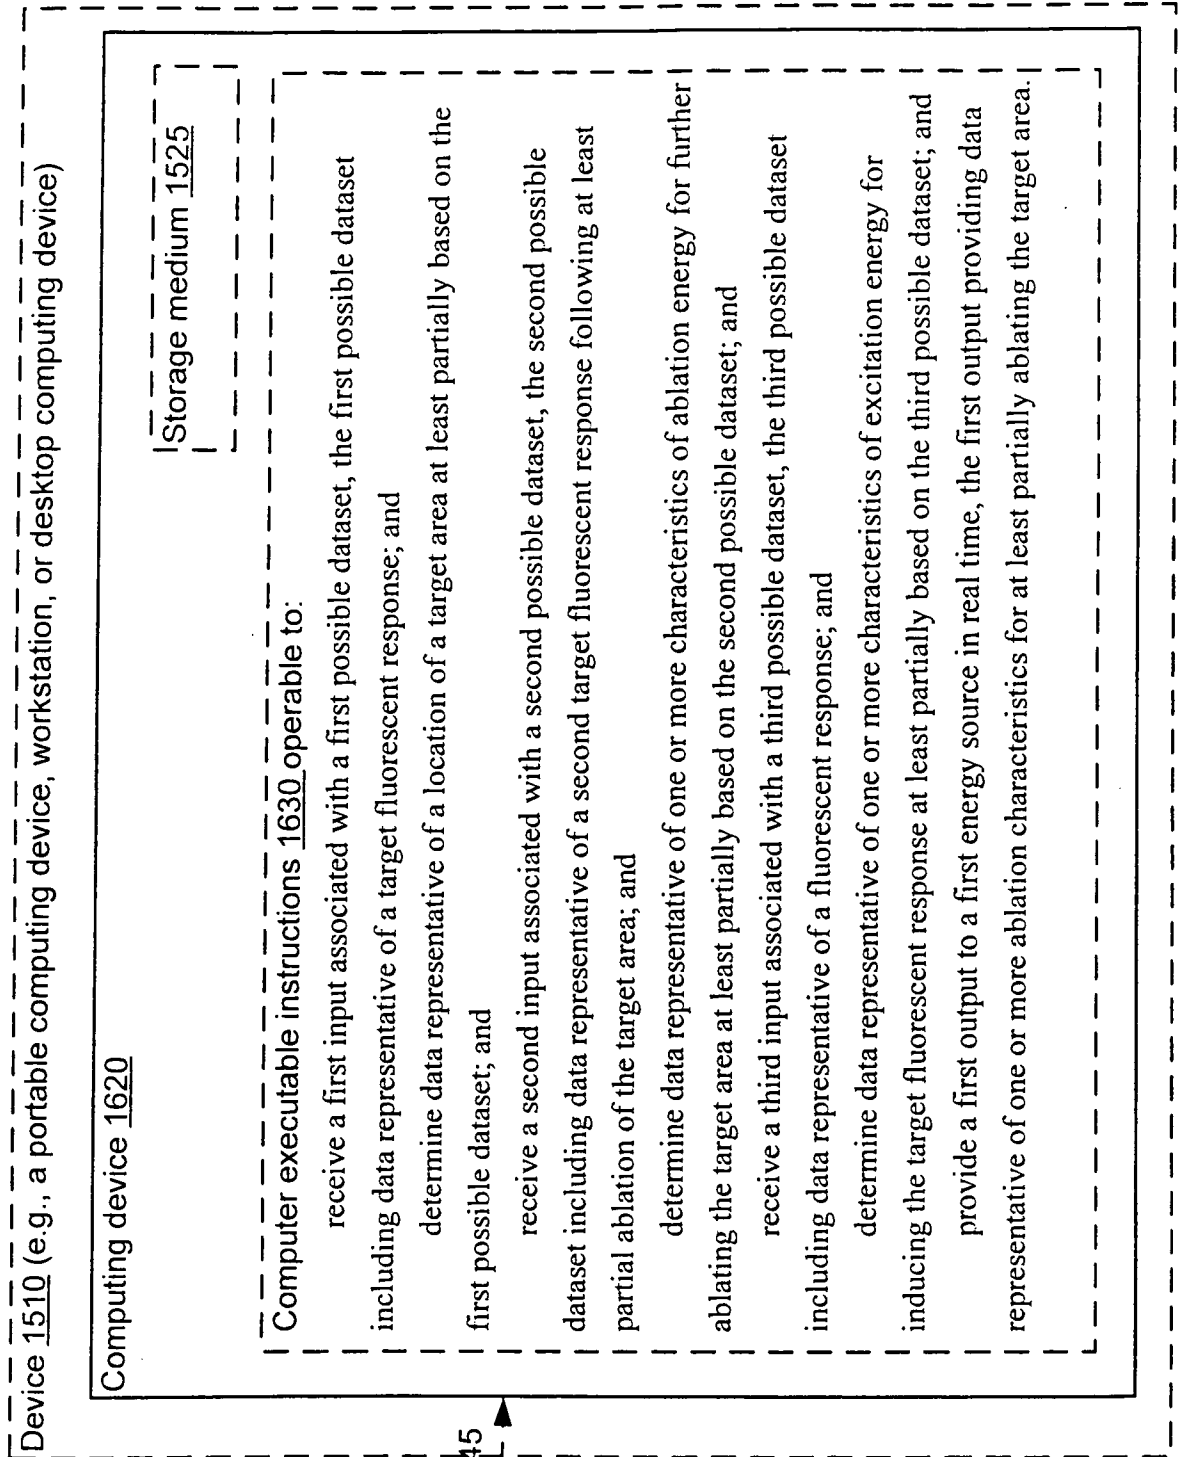 Device 1510 (e.g., a portable computing device, workstation, or desktop computing device)
Computing device 1620
Storage medium 1525
Computer executable instructions 1630 operable to:
receive a first input associated with a first possible dataset, the first possible dataset
including data representative of a target fluorescent response; and
determine data representative of a location of a target area at least partially based on the
first possible dataset; and
receive a second input associated with a second possible dataset, the second possible
dataset including data representative of a second target fluorescent response following at least
partial ablation of the target area; and
determine data representative of one or more characteristics of ablation energy for further
ablating the target area at least partially based on the second possible dataset; and
receive a third input associated with a third possible dataset, the third possible dataset
including data representative of a fluorescent response; and
determine data representative of one or more characteristics of excitation energy for
inducing the target fluorescent response at least partially based on the third possible dataset; and
provide a first output to a first energy source in real time, the first output providing data
representative of one or more ablation characteristics for at least partially ablating the target area.
45